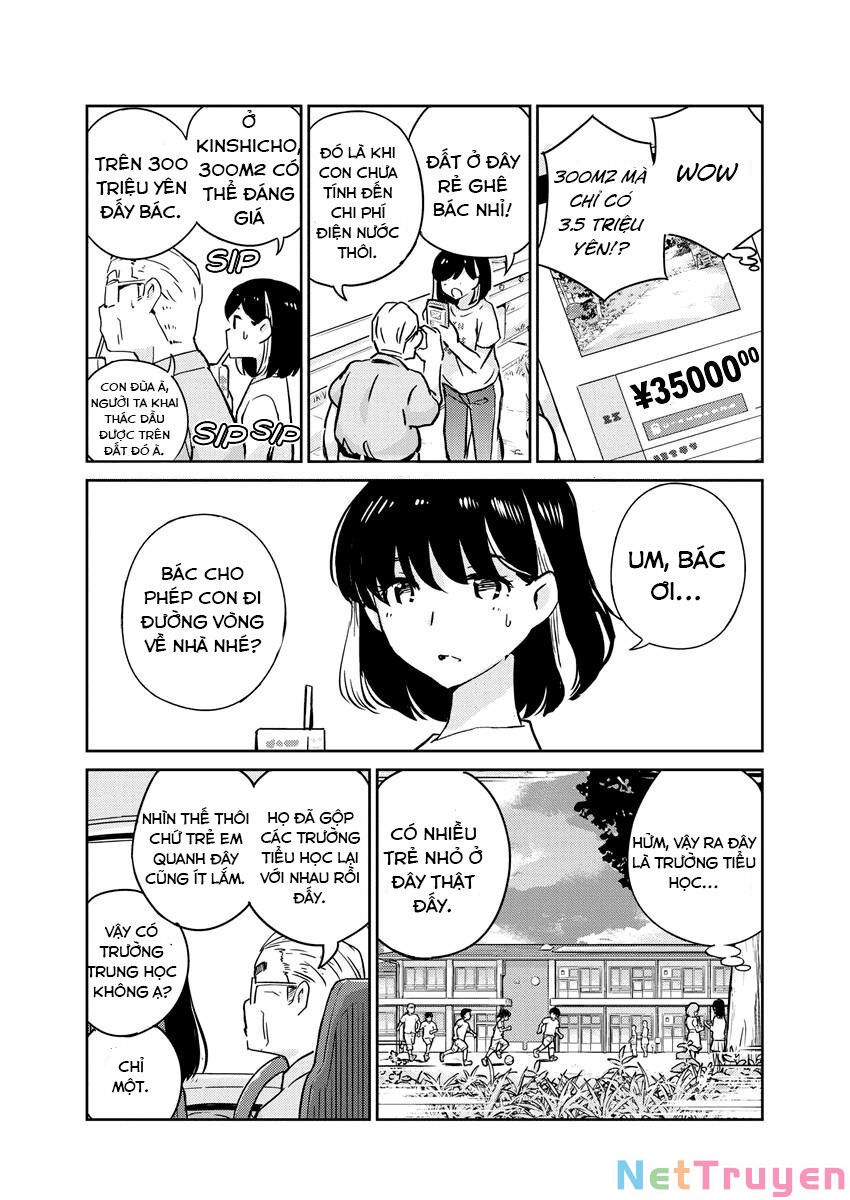 WOW
300M2 MÀ
CHỈ CÓ
3.5 TRIỆU
YÊN!?
¥3500000
ĐẤT Ở ĐÂY
RẺ GHÊ
BÁC NHỈ!
ĐÓ LÀ KHI
CON CHƯA
TÍNH ĐẾN
CHI PHÍ
ĐIỆN NƯỚC
THÔI.
Ở
KINSHICHO,
300M2 CÓ
THỂ ĐÁNG
GIÁ
TRÊN 300
TRIỆU YÊN
ĐẤY BÁC.
SIP
SIP
SIP
CON ĐÙA À,
NGƯỜI TA KHAI
THÁC DẦU
ĐƯỢC TRÊN
ĐẤT ĐÓ À.
UM, BÁC
ƠI...
BÁC CHO
PHÉP CON ĐI
ĐƯỜNG VÒNG
VỀ NHÀ NHÉ?
HỬM, VẬY RA ĐÂY
LÀ TRƯỜNG TIỂU
HỌC...
CÓ NHIỀU
TRẺ NHỎ Ở
ĐÂY THẬT
ĐẤY.
HỌ ĐÃ GỘP
CÁC TRƯỜNG
TIỂU HỌC LẠI
VỚI NHAU RỒI
ĐẤY.
NHÌN THẾ THÔI
CHỨ TRẺ EM
QUANH ĐÂY
CŨNG ÍT LẮM.
VẬY CÓ
TRƯỜNG
TRUNG HỌC
KHÔNG Ạ?
CHỈ
MỘT.
NetTruyen